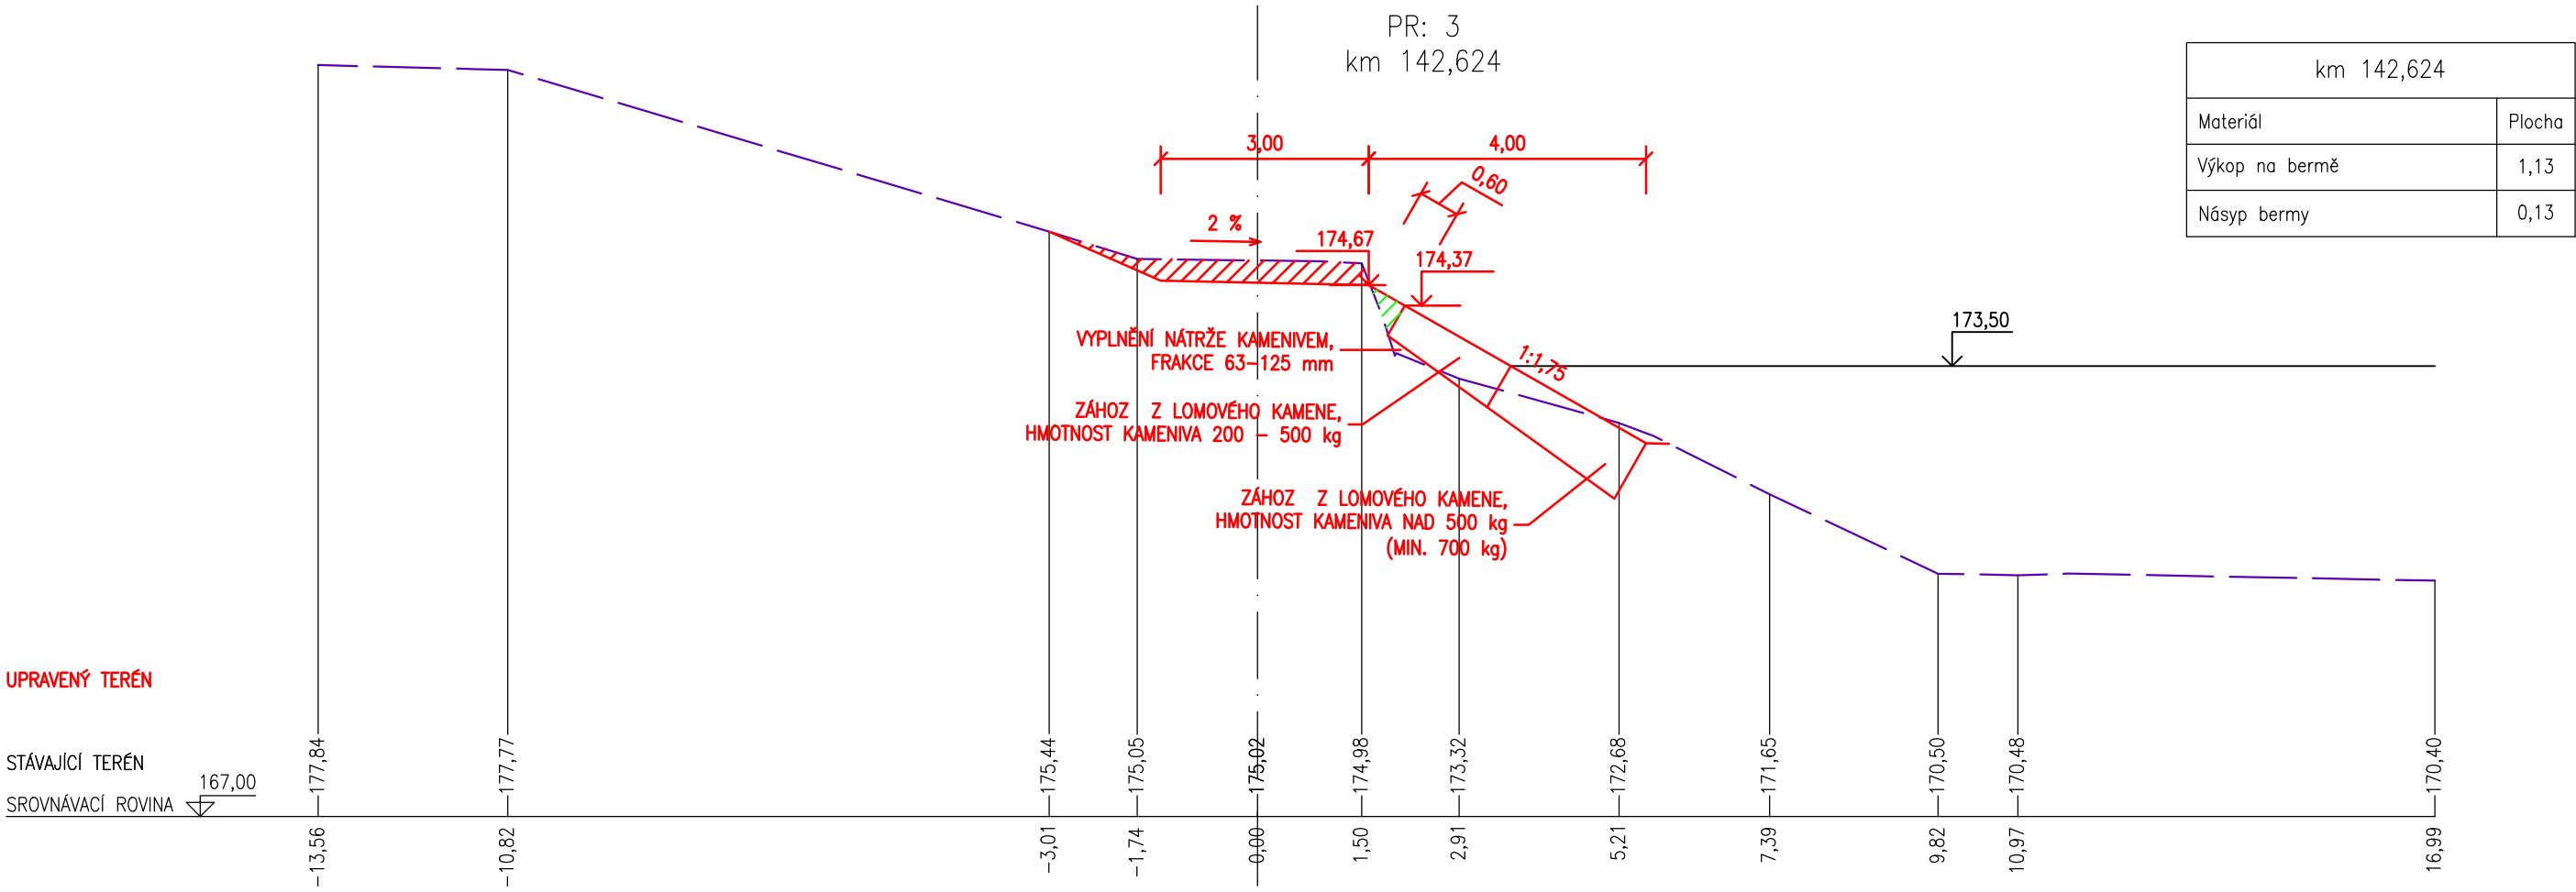 PR: 3
km 142,624
km 142,624
Materiál Plocha
Výkop na bermě 1,13
Násyp bermy 0,13
3,00 4,00
0,60
2 %
174,67
174,37
173,50
1:1,75
VYPLNĚNÍ NÁTRŽE KAMENIVEM,
FRAKCE 63-125 mm
ZÁHOZ Z LOMOVÉHO KAMENE,
HMOTNOST KAMENIVA 200 - 500 kg
ZÁHOZ Z LOMOVÉHO KAMENE,
HMOTNOST KAMENIVA NAD 500 kg
(MIN. 700 kg)
UPRAVENÝ TERÉN
STÁVAJÍCÍ TERÉN
177,84 177,77 175,44 175,05 175,02 174,98 173,32 172,68 171,65 170,50 170,48 170,40
167,00
SROVNÁVACÍ ROVINA
-13,56 -10,82 -3,01 -1,74 0,00 1,50 2,91 5,21 7,39 9,82 10,97 16,99